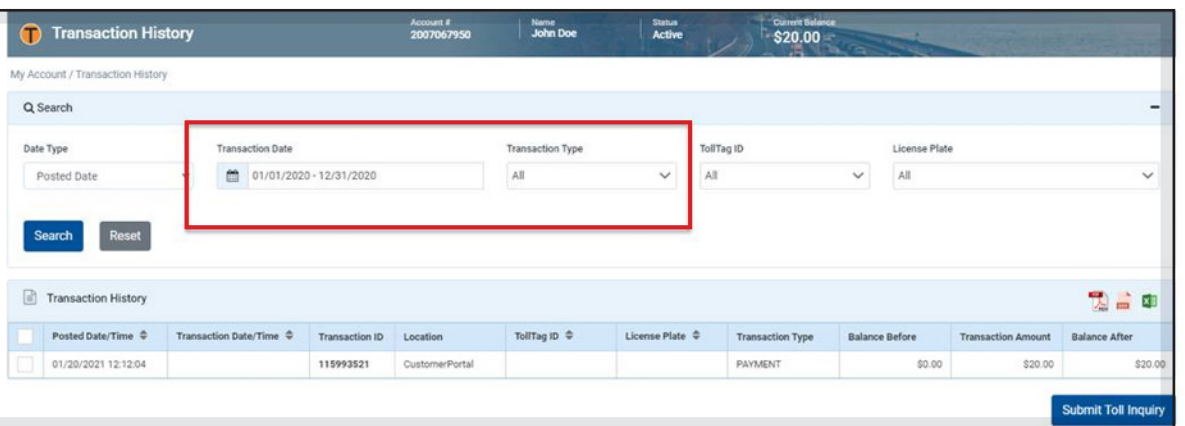 Transaction History
Account # Name Status Current Balance
2007067950 John Doe Active $20.00
My Account / Transaction History
Search
Date Type Transaction Date Transaction Type TollTag ID License Plate
Posted Date 01/01/2020 - 12/31/2020 All All All
Search Reset
Transaction History
Posted Date/Time Transaction Date/Time Transaction ID Location TollTag ID License Plate Transaction Type Balance Before Transaction Amount Balance After
01/20/2021 12:12:04 115993521 CustomerPortal PAYMENT $0.00 $20.00 $20.00
Submit Toll Inquiry